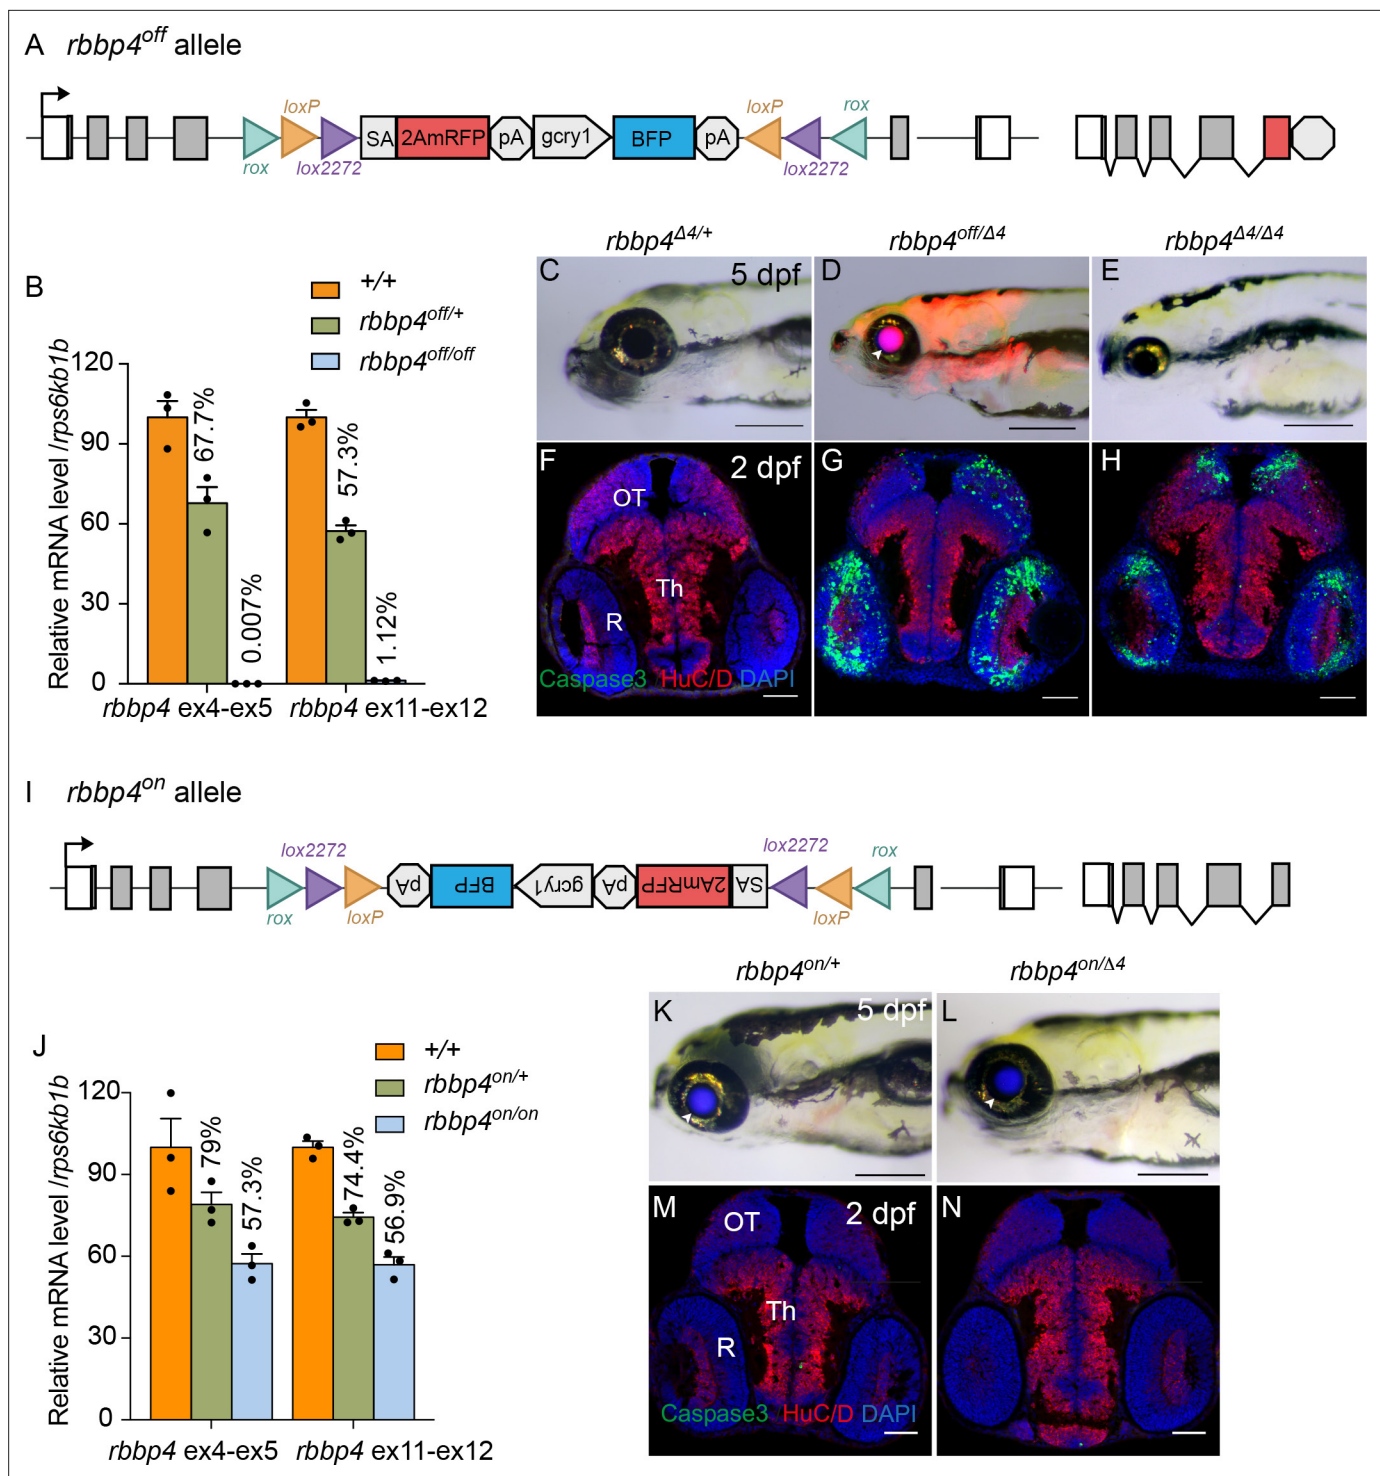 A rbbp4^off allele
loxP rox
SA 2AmRFP pA gcry1 BFP pA
rox lox2272 loxP lox2272
B
+/+
rbbp4^off/+
rbbp4^off/off
Relative mRNA level /rps6kb1b
120
90
60
30
0
67.7%
0.007%
57.3%
1.12%
rbbp4 ex4-ex5 rbbp4 ex11-ex12
rbbp4^Δ4/+ rbbp4^off/Δ4 rbbp4^Δ4/Δ4
C 5 dpf D E
F 2 dpf G H
OT
Th
R
Caspase3 HuC/D DAPI
I rbbp4^on allele
lox2272 lox2272 rox
pA BFP gcry1 pA 2AmRFP SA
rox loxP loxP
J
+/+
rbbp4^on/+
rbbp4^on/on
Relative mRNA level /rps6kb1b
120
90
60
30
0
79%
57.3%
74.4%
56.9%
rbbp4 ex4-ex5 rbbp4 ex11-ex12
rbbp4^on/+ rbbp4^on/Δ4
K 5 dpf L
M 2 dpf N
OT
Th
R
Caspase3 HuC/D DAPI